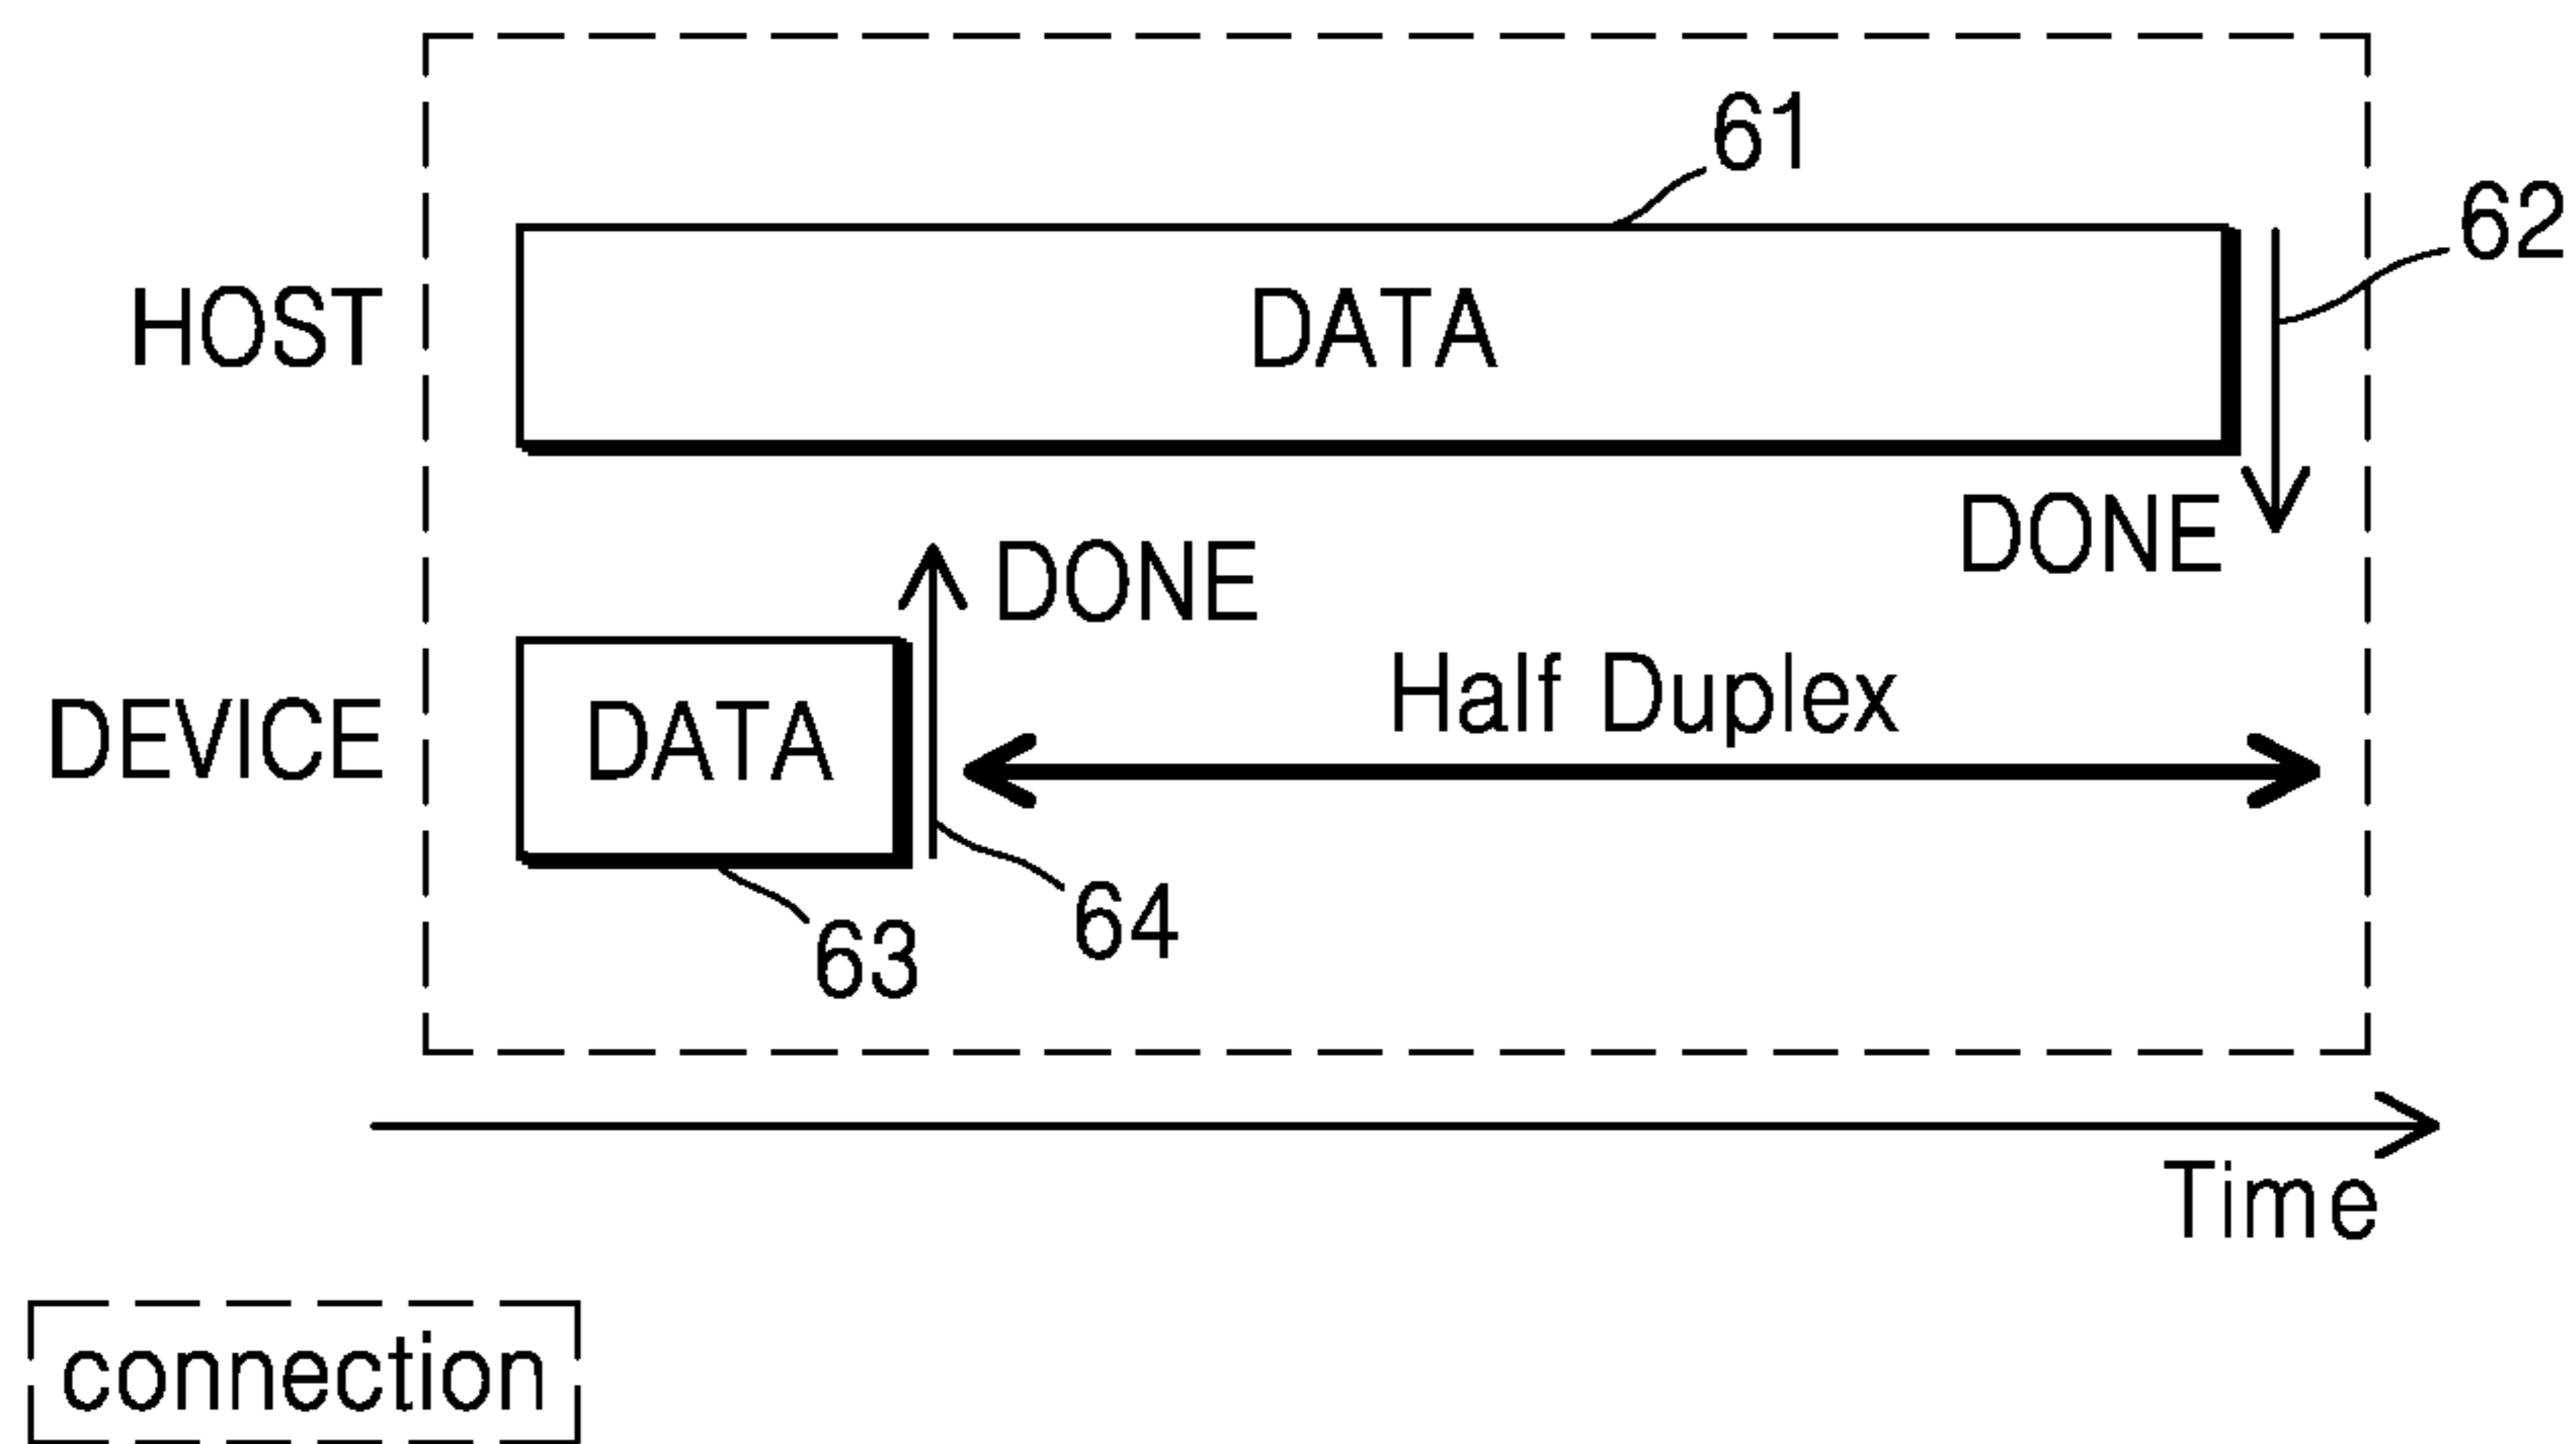 61
62
HOST
DATA
DONE
DONE
Half Duplex
DEVICE
DATA
64
63
Time
connection